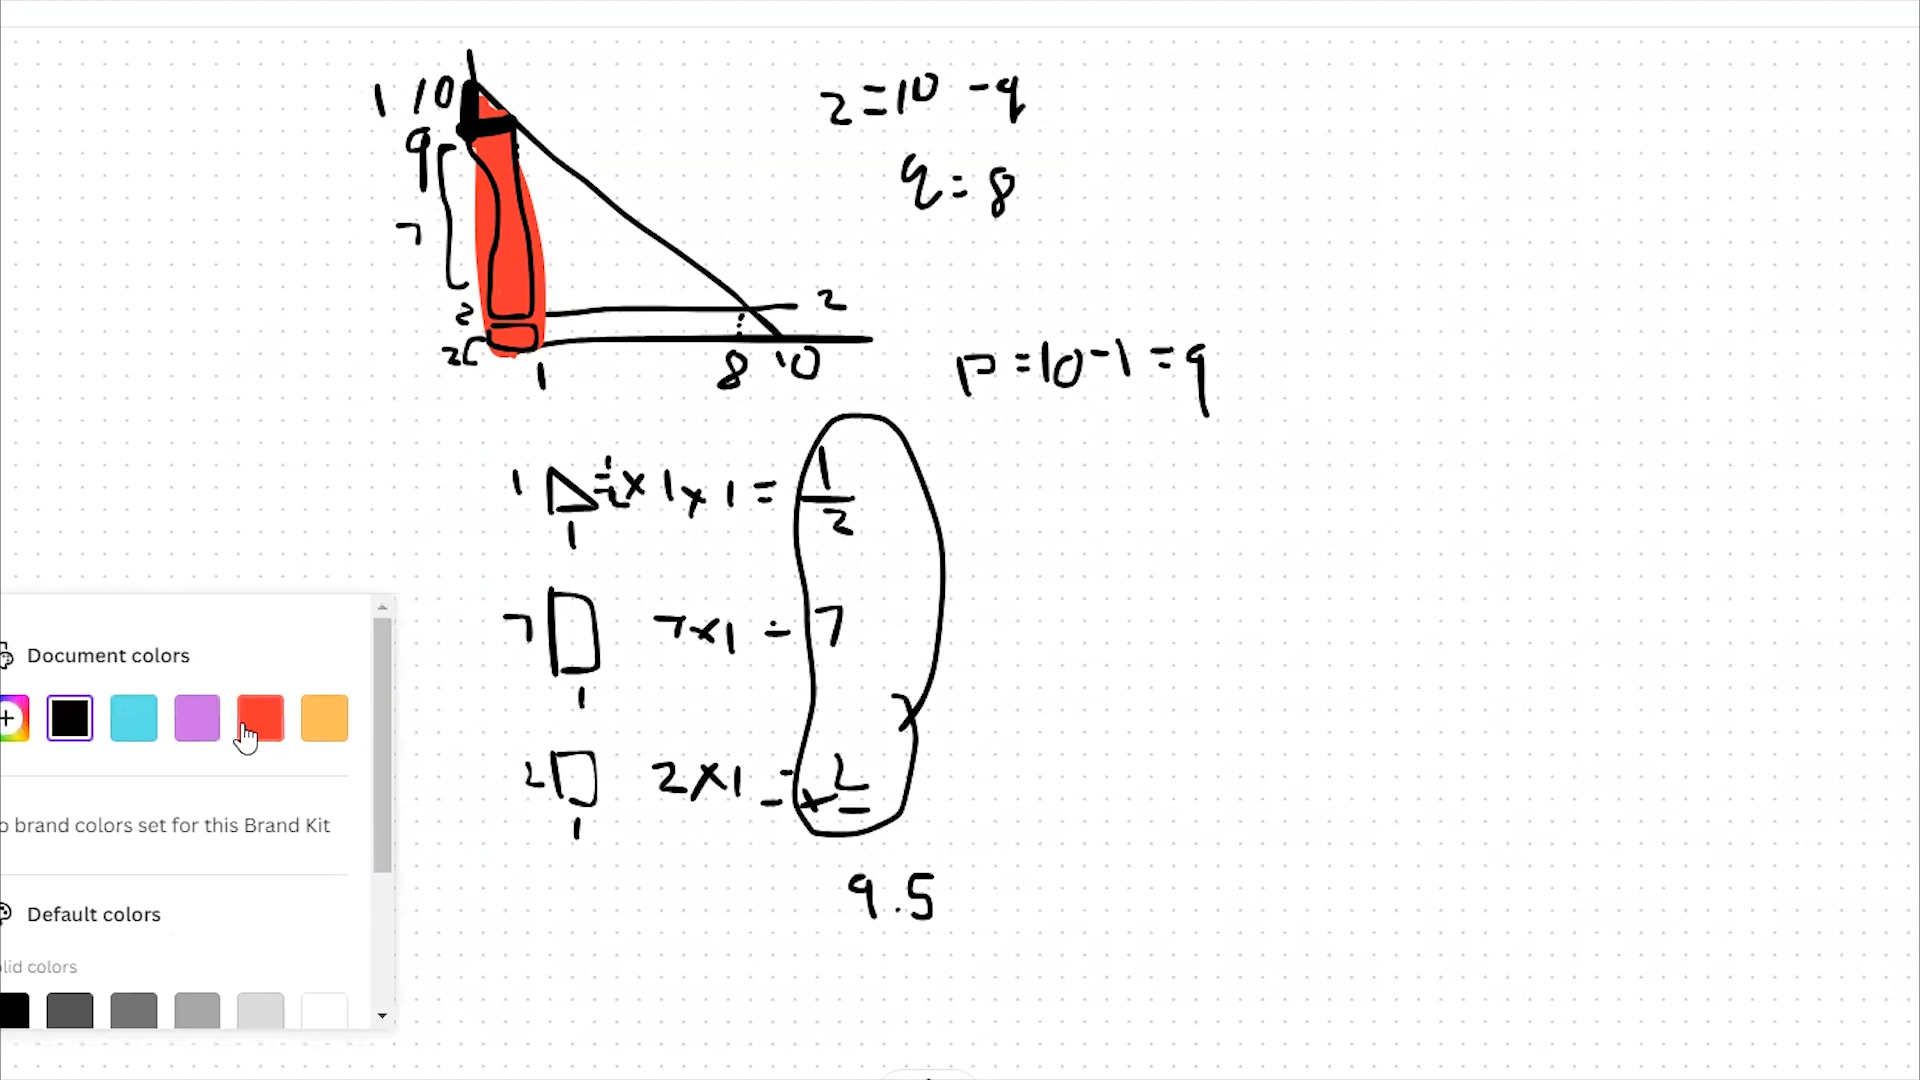 1 10
9
7
2
2
1
8 10
2
2 = 10 - q
q = 8
P = 10 - 1 = 9
1 1/2 x 1 x 1 = 1/2
1
7 7 x 1 = 7
1
2 2 x 1 = + 2
1
9.5
Document colors
o brand colors set for this Brand Kit
Default colors
lid colors